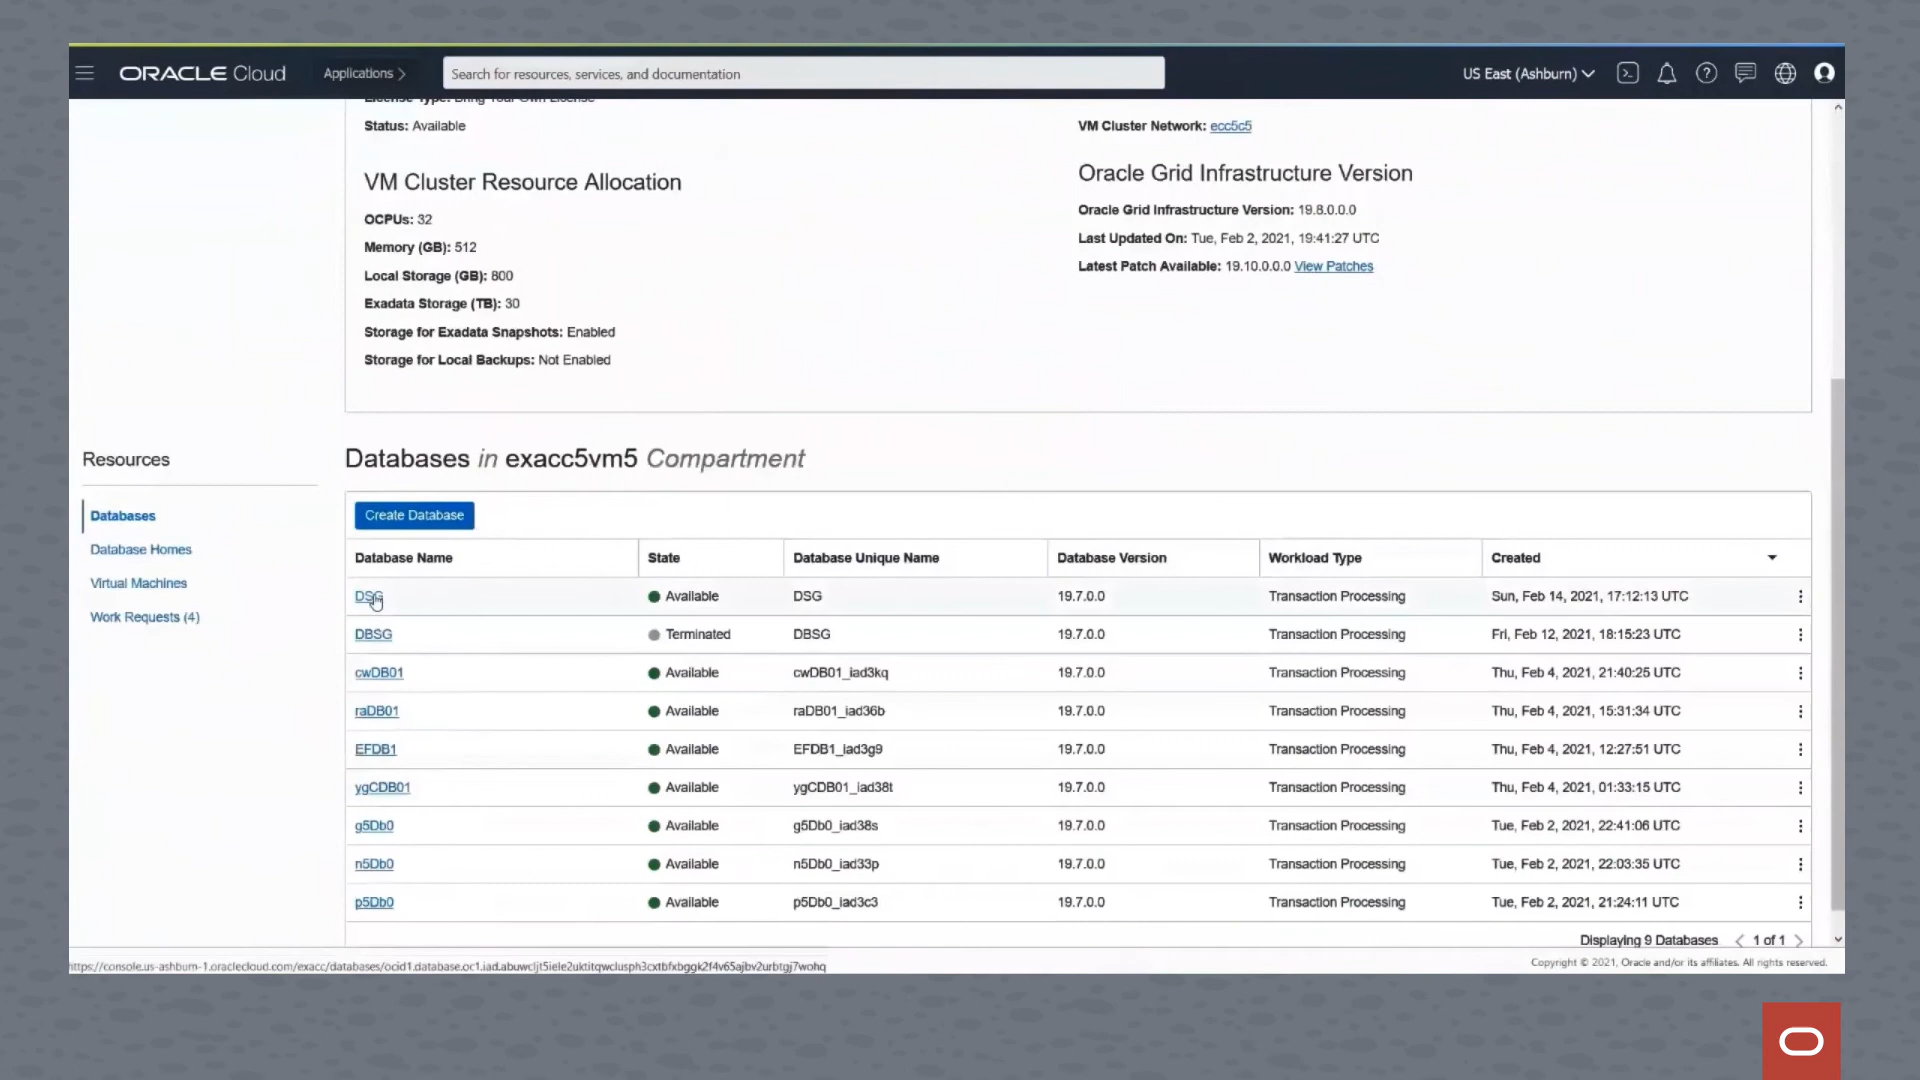 ORACLE Cloud Applications Search for resources, services, and documentation US East (Ashburn)
License Type: Bring Your Own License
Status: Available
VM Cluster Network: ecc5c5
VM Cluster Resource Allocation
Oracle Grid Infrastructure Version
OCPUs: 32
Oracle Grid Infrastructure Version: 19.8.0.0.0
Memory (GB): 512
Last Updated On: Tue, Feb 2, 2021, 19:41:27 UTC
Local Storage (GB): 800
Latest Patch Available: 19.10.0.0.0 View Patches
Exadata Storage (TB): 30
Storage for Exadata Snapshots: Enabled
Storage for Local Backups: Not Enabled
Resources
Databases in exacc5vm5 Compartment
Databases
Database Homes
Virtual Machines
Work Requests (4)
Create Database
Database Name State Database Unique Name Database Version Workload Type Created
DSG Available DSG 19.7.0.0 Transaction Processing Sun, Feb 14, 2021, 17:12:13 UTC
DBSG Terminated DBSG 19.7.0.0 Transaction Processing Fri, Feb 12, 2021, 18:15:23 UTC
cwDB01 Available cwDB01_iad3kq 19.7.0.0 Transaction Processing Thu, Feb 4, 2021, 21:40:25 UTC
raDB01 Available raDB01_iad36b 19.7.0.0 Transaction Processing Thu, Feb 4, 2021, 15:31:34 UTC
EFDB1 Available EFDB1_iad3g9 19.7.0.0 Transaction Processing Thu, Feb 4, 2021, 12:27:51 UTC
ygCDB01 Available ygCDB01_iad38t 19.7.0.0 Transaction Processing Thu, Feb 4, 2021, 01:33:15 UTC
g5Db0 Available g5Db0_iad38s 19.7.0.0 Transaction Processing Tue, Feb 2, 2021, 22:41:06 UTC
n5Db0 Available n5Db0_iad33p 19.7.0.0 Transaction Processing Tue, Feb 2, 2021, 22:03:35 UTC
p5Db0 Available p5Db0_iad3c3 19.7.0.0 Transaction Processing Tue, Feb 2, 2021, 21:24:11 UTC
Displaying 9 Databases 1 of 1
Copyright © 2021, Oracle and/or its affiliates. All rights reserved.